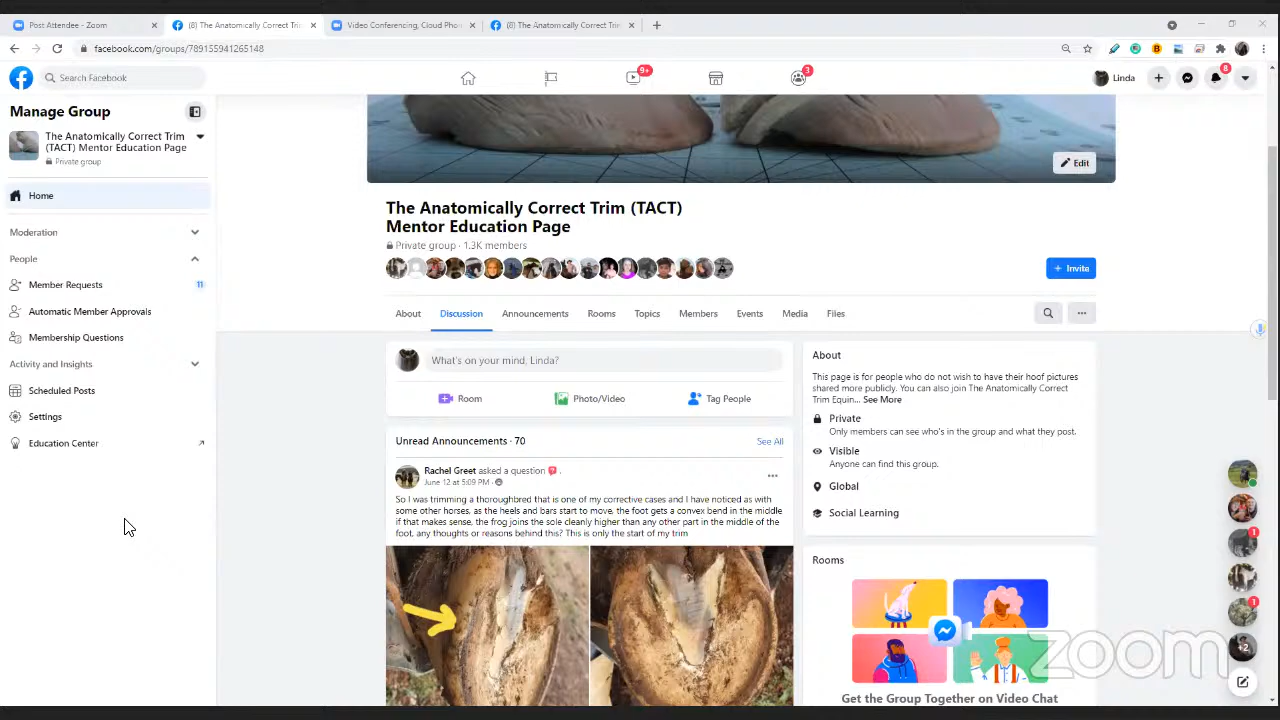 Post Attendee - Zoom
(8) The Anatomically Correct Tri
Video Conferencing, Cloud Pho
(8) The Anatomically Correct Trim
facebook.com/groups/789155941265148
Search Facebook
9+
3
Linda
8
Manage Group
The Anatomically Correct Trim
(TACT) Mentor Education Page
Private group
Home
Moderation
People
Member Requests
11
Automatic Member Approvals
Membership Questions
Activity and Insights
Scheduled Posts
Settings
Education Center
Edit
The Anatomically Correct Trim (TACT)
Mentor Education Page
Private group · 1.3K members
+ Invite
About
Discussion
Announcements
Rooms
Topics
Members
Events
Media
Files
What's on your mind, Linda?
Room
Photo/Video
Tag People
Unread Announcements · 70
See All
Rachel Greet asked a question .
June 12 at 5:09 PM ·
So I was trimming a thoroughbred that is one of my corrective cases and I have noticed as with
some other horses, as the heels and bars start to move, the foot gets a convex bend in the middle
if that makes sense, the frog joins the sole cleanly higher than any other part in the middle of the
foot, any thoughts or reasons behind this? This is only the start of my trim
About
This page is for people who do not wish to have their hoof pictures
shared more publicly. You can also join The Anatomically Correct
Trim Equin... See More
Private
Only members can see who's in the group and what they post.
Visible
Anyone can find this group.
Global
Social Learning
Rooms
Get the Group Together on Video Chat
1
1
+2
zoom